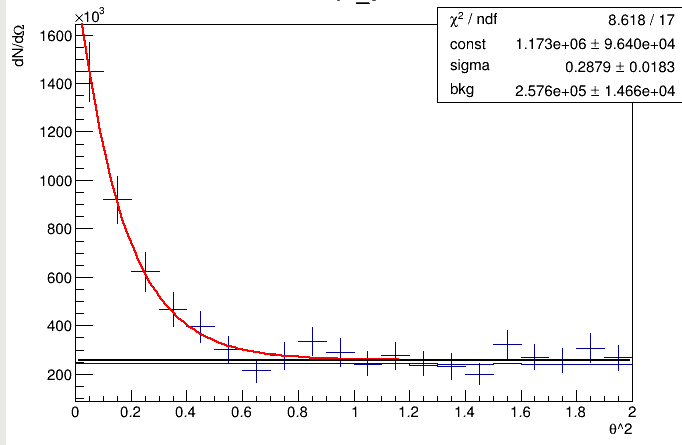 ×10³
dN/dΩ
χ² / ndf 8.618 / 17
const 1.173e+06 ± 9.640e+04
sigma 0.2879 ± 0.0183
bkg 2.576e+05 ± 1.466e+04
1600
1400
1200
1000
800
600
400
200
0 0.2 0.4 0.6 0.8 1 1.2 1.4 1.6 1.8 2
θ^2